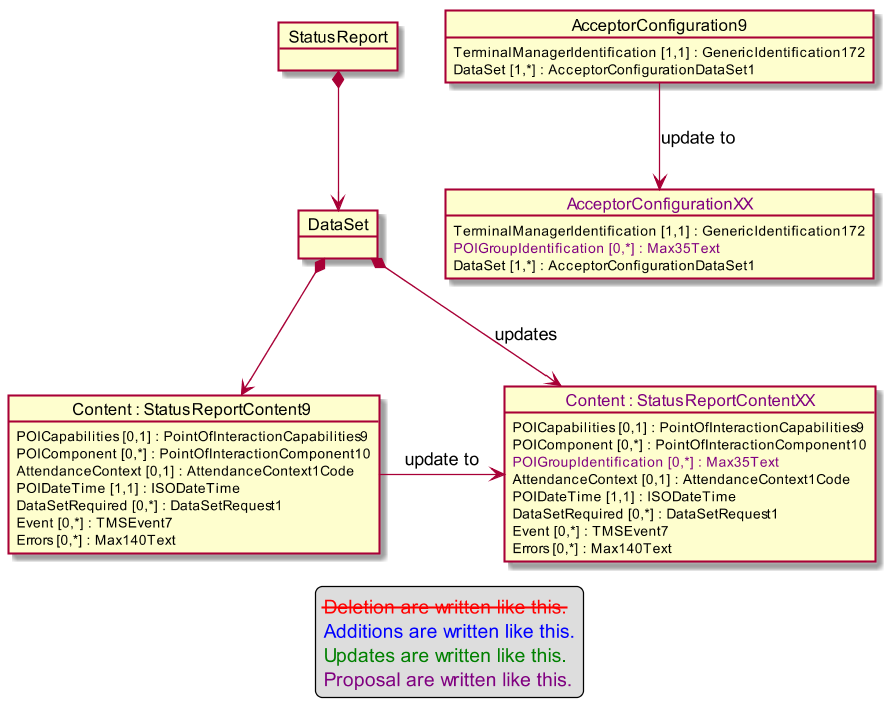 StatusReport
AcceptorConfiguration9
TerminalManagerIdentification [1,1] : GenericIdentification172
DataSet [1,*] : AcceptorConfigurationDataSet1
update to
AcceptorConfigurationXX
TerminalManagerIdentification [1,1] : GenericIdentification172
POIGroupIdentification [0,*] : Max35Text
DataSet [1,*] : AcceptorConfigurationDataSet1
DataSet
updates
Content : StatusReportContent9
POICapabilities [0,1] : PointOfInteractionCapabilities9
POIComponent [0,*] : PointOfInteractionComponent10
AttendanceContext [0,1] : AttendanceContext1Code
POIDateTime [1,1] : ISODateTime
DataSetRequired [0,*] : DataSetRequest1
Event [0,*] : TMSEvent7
Errors [0,*] : Max140Text
update to
Content : StatusReportContentXX
POICapabilities [0,1] : PointOfInteractionCapabilities9
POIComponent [0,*] : PointOfInteractionComponent10
POIGroupIdentification [0,*] : Max35Text
AttendanceContext [0,1] : AttendanceContext1Code
POIDateTime [1,1] : ISODateTime
DataSetRequired [0,*] : DataSetRequest1
Event [0,*] : TMSEvent7
Errors [0,*] : Max140Text
Deletion are written like this.
Additions are written like this.
Updates are written like this.
Proposal are written like this.